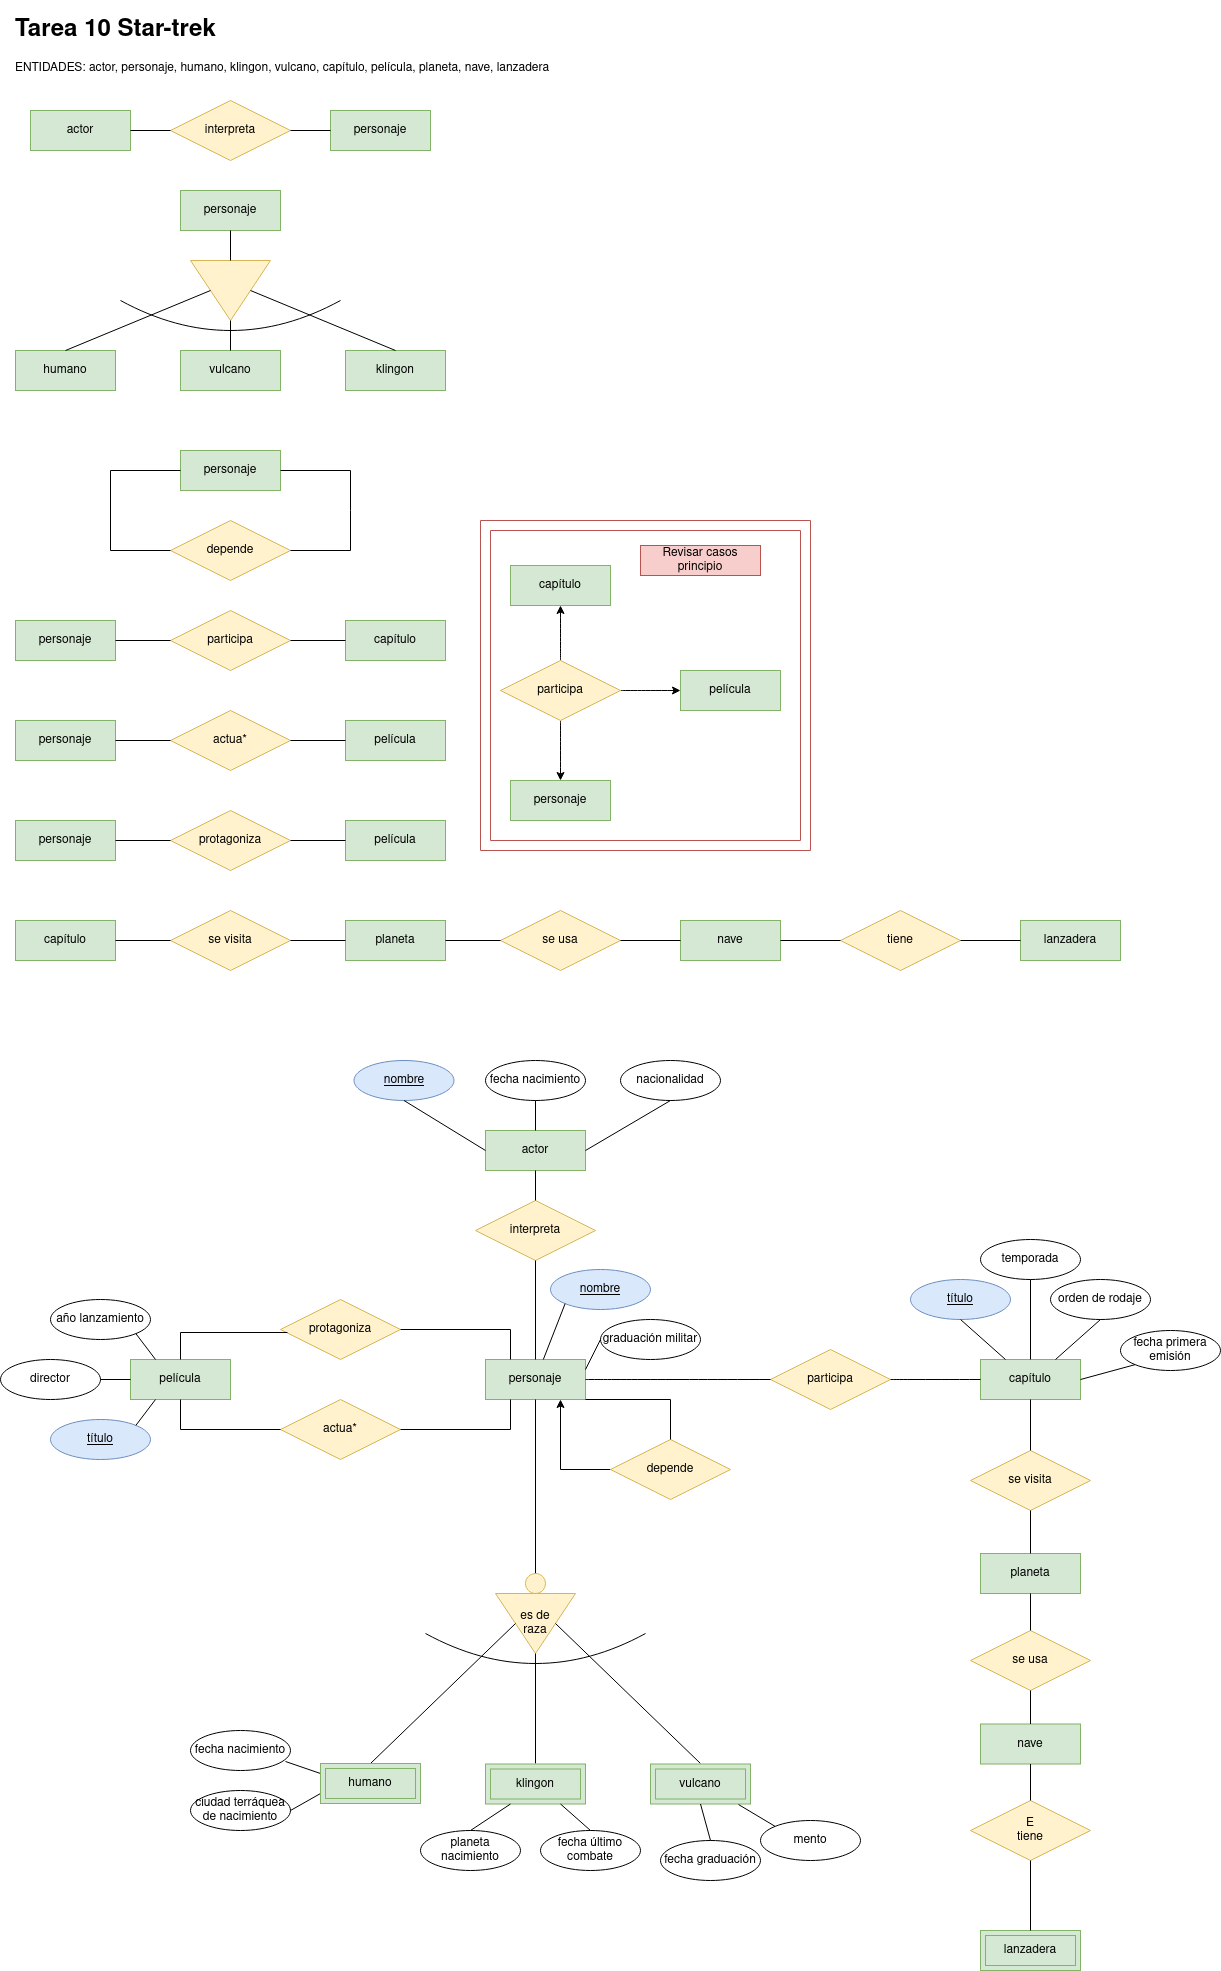 Tarea 10 Star-trek
ENTIDADES: actor, personaje, humano, klingon, vulcano, capítulo, película, planeta, nave, lanzadera
actor
interpreta
personaje
personaje
humano
vulcano
klingon
personaje
depende
personaje
participa
capítulo
personaje
actua*
película
personaje
protagoniza
película
Revisar casos
principio
capítulo
participa
película
personaje
capítulo
se visita
planeta
se usa
nave
tiene
lanzadera
nombre
fecha nacimiento
nacionalidad
actor
interpreta
nombre
graduación militar
año lanzamiento
protagoniza
director
película
título
actua*
personaje
depende
participa
temporada
título
orden de rodaje
fecha primera
emisión
capítulo
se visita
planeta
se usa
nave
E
tiene
lanzadera
es de
raza
fecha nacimiento
ciudad terráquea
de nacimiento
humano
klingon
vulcano
planeta
nacimiento
fecha último
combate
fecha graduación
mento